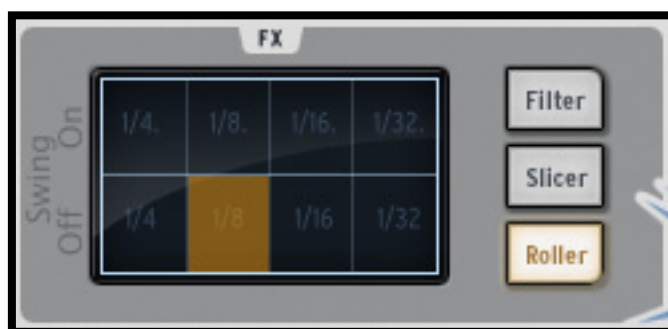 FX
Swing
Off On
1/4. 1/8. 1/16. 1/32.
1/4 1/8 1/16 1/32
Filter
Slicer
Roller